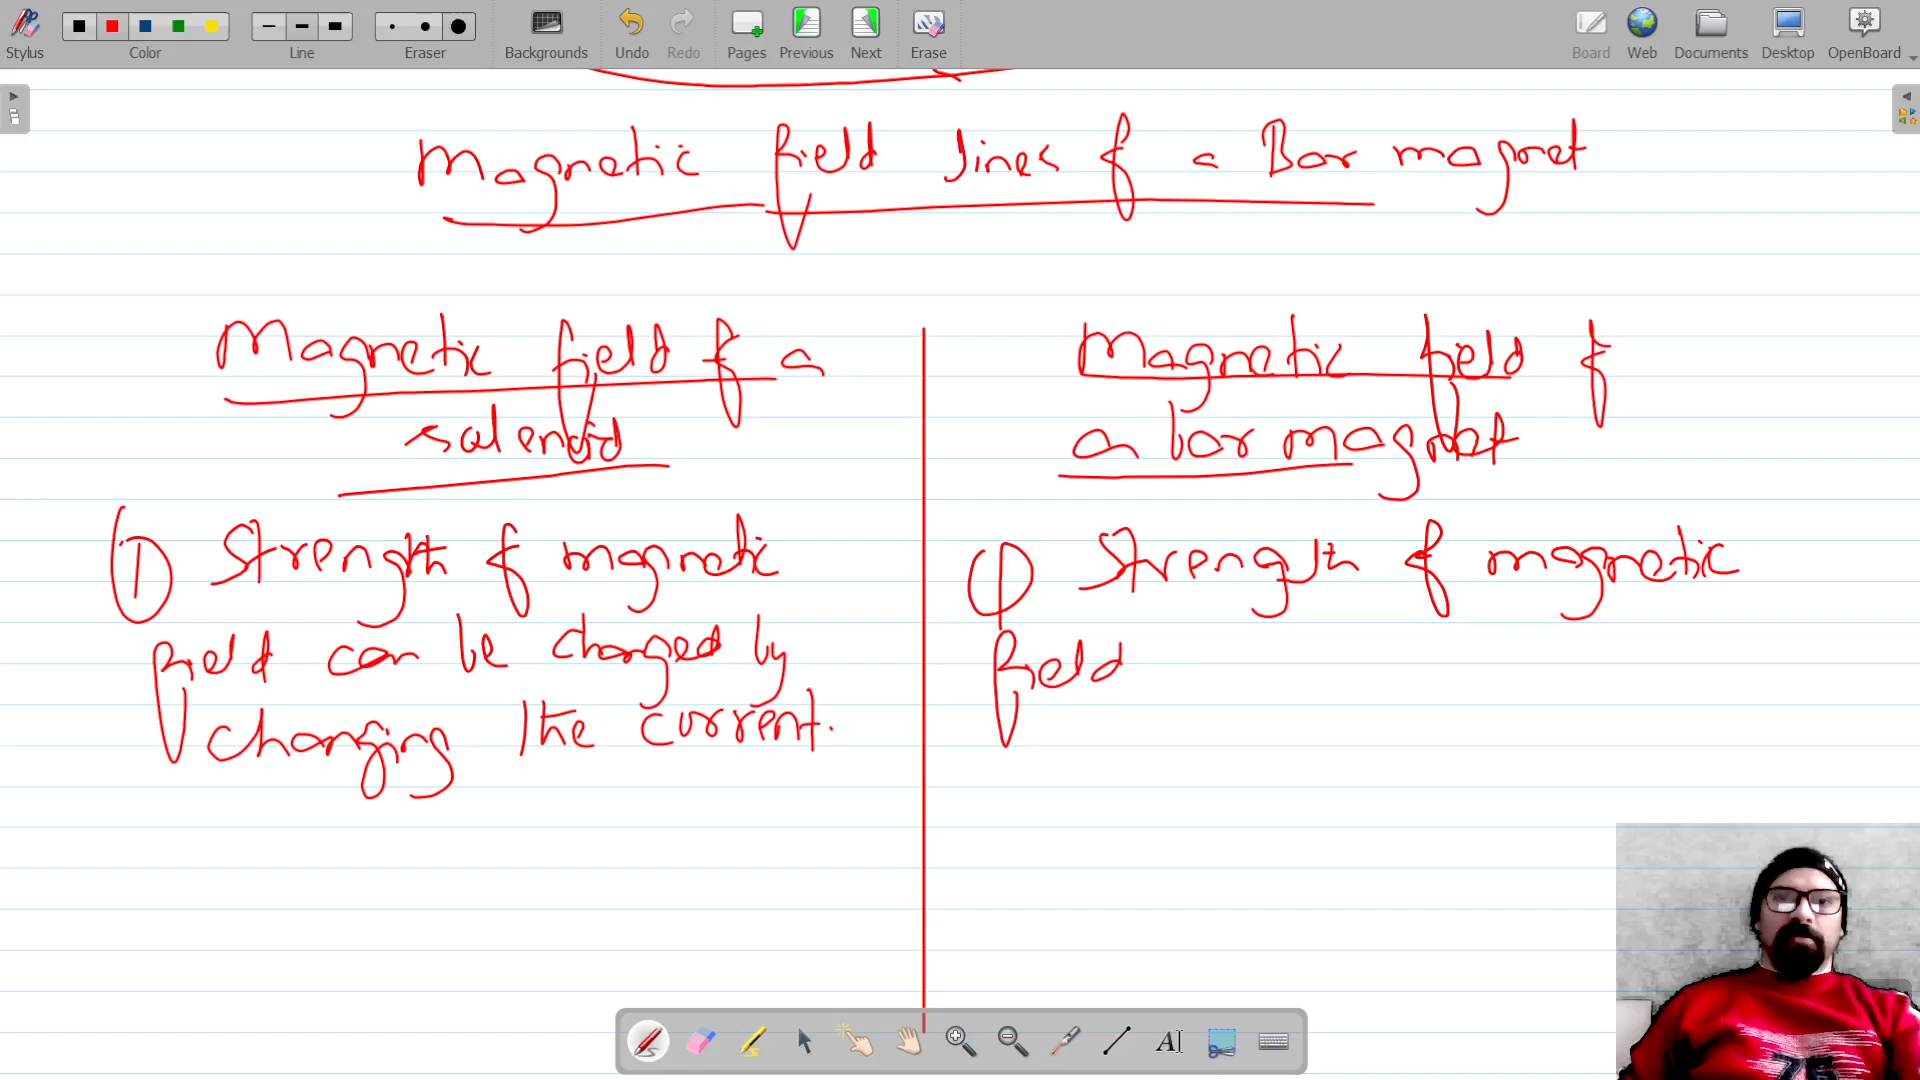 Stylus Color Line Eraser Backgrounds Undo Redo Pages Previous Next Erase Board Web Documents Desktop OpenBoard
Magnetic field lines of a Bar magnet
Magnetic field of a
solenoid
① Strength of magnetic
field can be changed by
changing the current.
Magnetic field of
a bar magnet
① Strength of magnetic
field